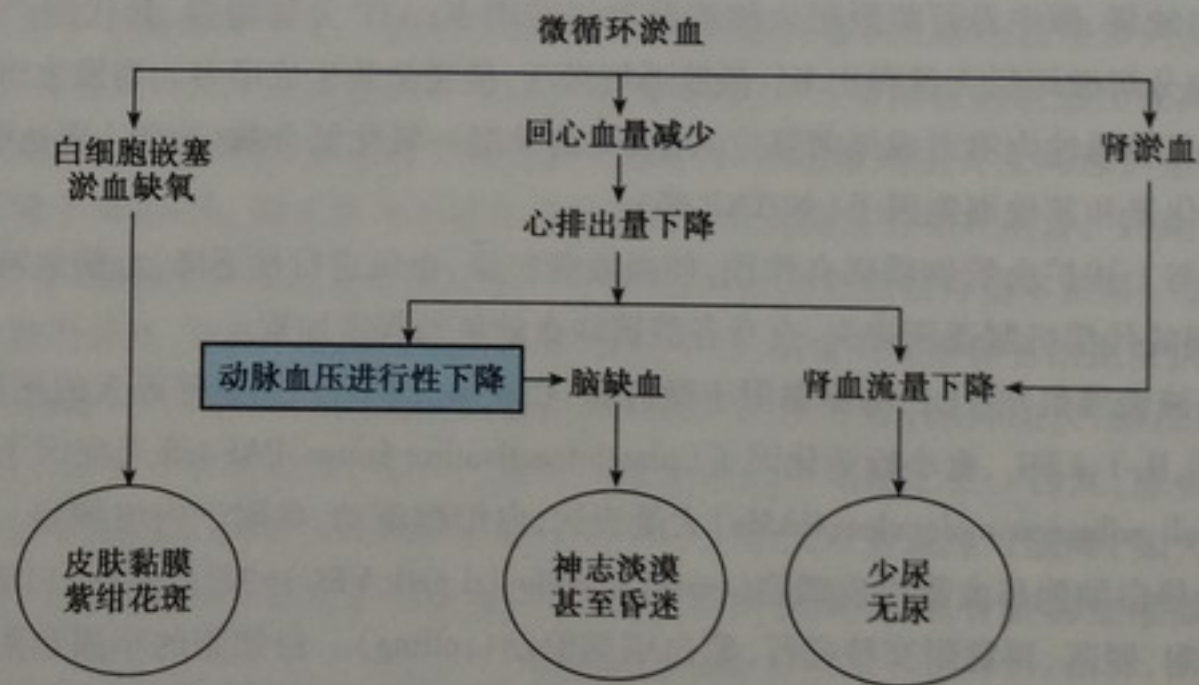 微循环淤血
白细胞嵌塞
淤血缺氧
回心血量减少
肾淤血
心排出量下降
动脉血压进行性下降
脑缺血
肾血流量下降
皮肤黏膜
紫绀花斑
神志淡漠
甚至昏迷
少尿
无尿